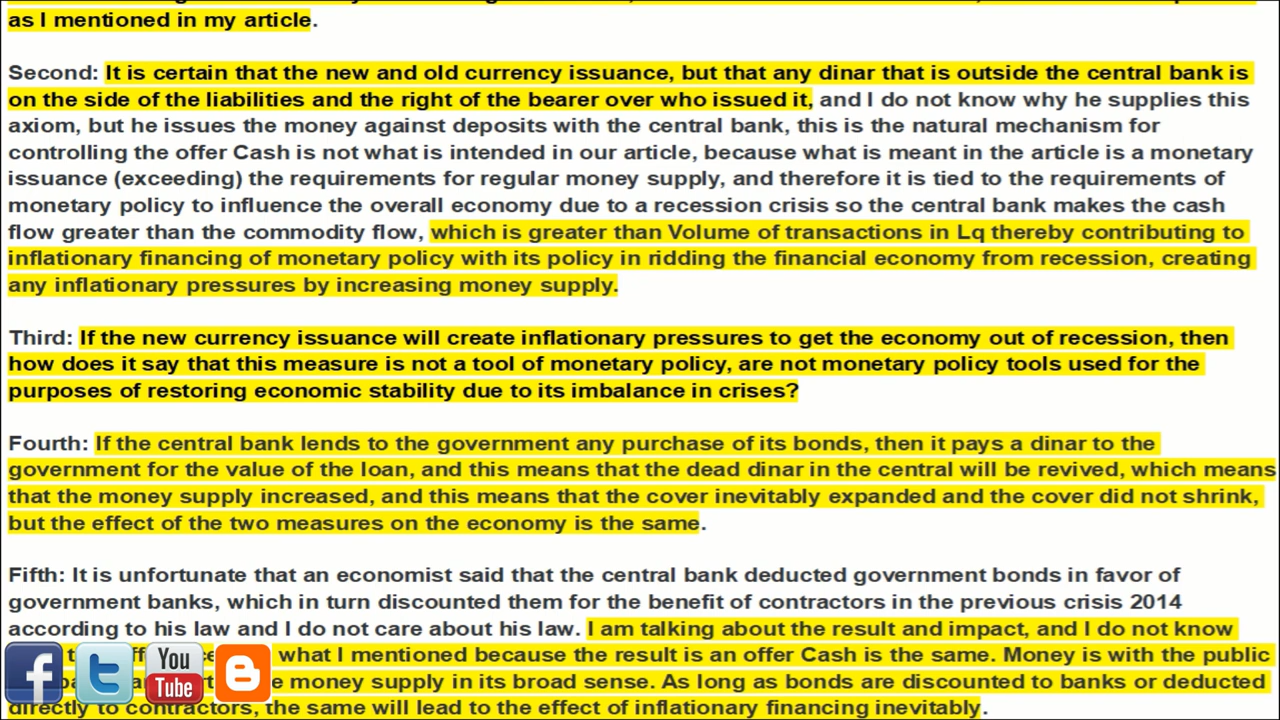 as I mentioned in my article.
Second: It is certain that the new and old currency issuance, but that any dinar that is outside the central bank is
on the side of the liabilities and the right of the bearer over who issued it, and I do not know why he supplies this
axiom, but he issues the money against deposits with the central bank, this is the natural mechanism for
controlling the offer Cash is not what is intended in our article, because what is meant in the article is a monetary
issuance (exceeding) the requirements for regular money supply, and therefore it is tied to the requirements of
monetary policy to influence the overall economy due to a recession crisis so the central bank makes the cash
flow greater than the commodity flow, which is greater than Volume of transactions in Lq thereby contributing to
inflationary financing of monetary policy with its policy in ridding the financial economy from recession, creating
any inflationary pressures by increasing money supply.
Third: If the new currency issuance will create inflationary pressures to get the economy out of recession, then
how does it say that this measure is not a tool of monetary policy, are not monetary policy tools used for the
purposes of restoring economic stability due to its imbalance in crises?
Fourth: If the central bank lends to the government any purchase of its bonds, then it pays a dinar to the
government for the value of the loan, and this means that the dead dinar in the central will be revived, which means
that the money supply increased, and this means that the cover inevitably expanded and the cover did not shrink,
but the effect of the two measures on the economy is the same.
Fifth: It is unfortunate that an economist said that the central bank deducted government bonds in favor of
government banks, which in turn discounted them for the benefit of contractors in the previous crisis 2014
according to his law and I do not care about his law. I am talking about the result and impact, and I do not know
what I mentioned because the result is an offer Cash is the same. Money is with the public
money supply in its broad sense. As long as bonds are discounted to banks or deducted
directly to contractors, the same will lead to the effect of inflationary financing inevitably.
f
t
You
Tube
B